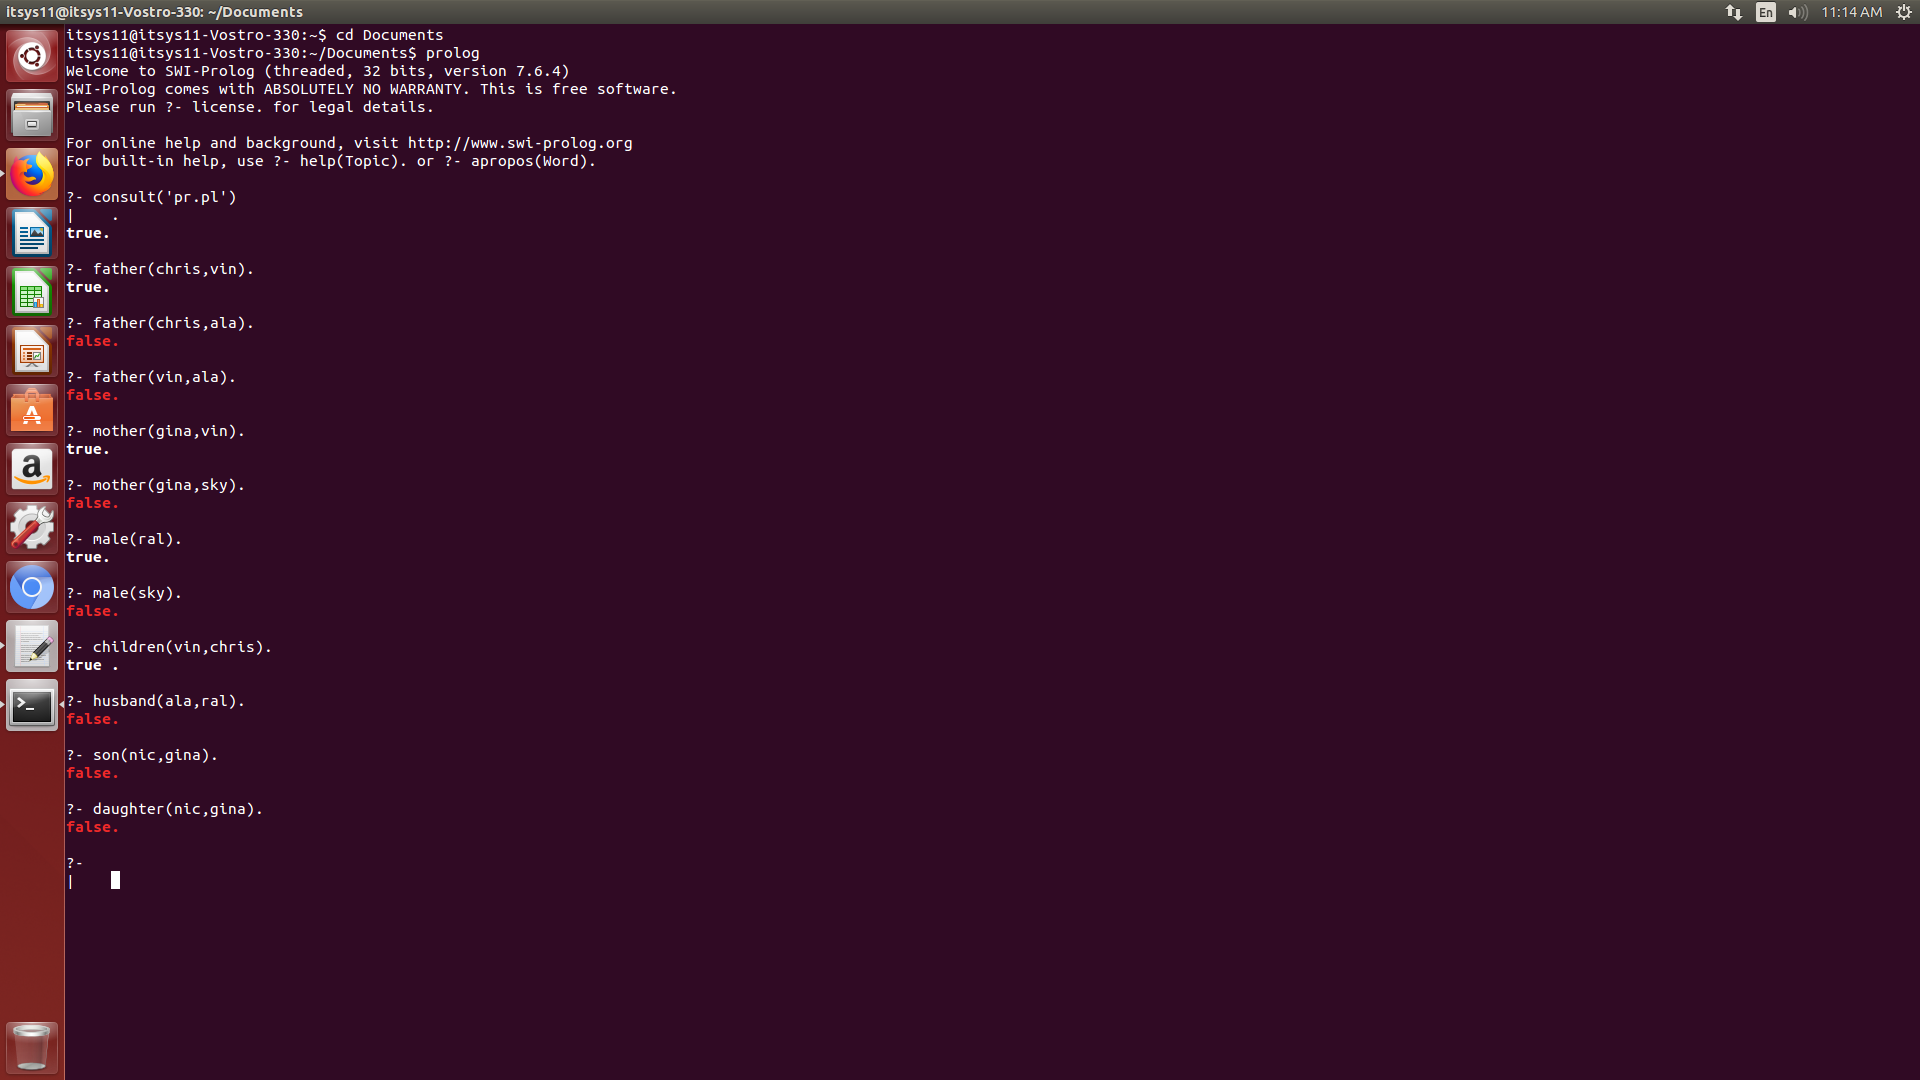 itsys11@itsys11-Vostro-330: ~/Documents
En
11:14 AM
itsys11@itsys11-Vostro-330:~$ cd Documents
itsys11@itsys11-Vostro-330:~/Documents$ prolog
Welcome to SWI-Prolog (threaded, 32 bits, version 7.6.4)
SWI-Prolog comes with ABSOLUTELY NO WARRANTY. This is free software.
Please run ?- license. for legal details.

For online help and background, visit http://www.swi-prolog.org
For built-in help, use ?- help(Topic). or ?- apropos(Word).

?- consult('pr.pl')
|    .
true.

?- father(chris,vin).
true.

?- father(chris,ala).
false.

?- father(vin,ala).
false.

?- mother(gina,vin).
true.

?- mother(gina,sky).
false.

?- male(ral).
true.

?- male(sky).
false.

?- children(vin,chris).
true .

?- husband(ala,ral).
false.

?- son(nic,gina).
false.

?- daughter(nic,gina).
false.

?-
|